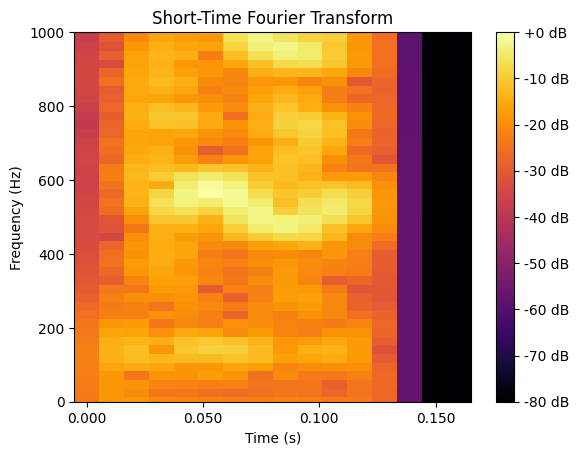 Short-Time Fourier Transform
1000
800
600
400
200
0
Frequency (Hz)
0.000
0.050
0.100
0.150
Time (s)
+0 dB
-10 dB
-20 dB
-30 dB
-40 dB
-50 dB
-60 dB
-70 dB
-80 dB